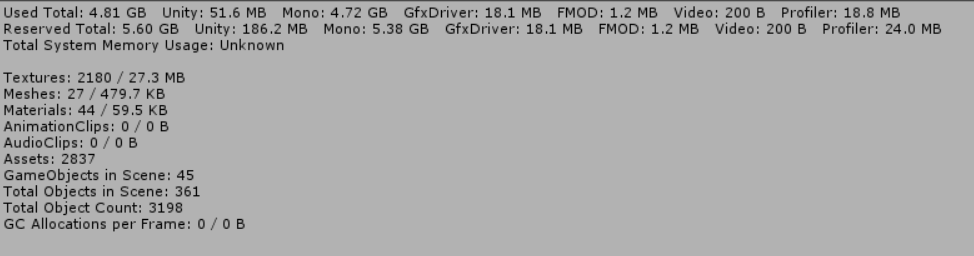 Used Total: 4.81 GB Unity: 51.6 MB Mono: 4.72 GB GfxDriver: 18.1 MB FMOD: 1.2 MB Video: 200 B Profiler: 18.8 MB
Reserved Total: 5.60 GB Unity: 186.2 MB Mono: 5.38 GB GfxDriver: 18.1 MB FMOD: 1.2 MB Video: 200 B Profiler: 24.0 MB
Total System Memory Usage: Unknown
Textures: 2180 / 27.3 MB
Meshes: 27 / 479.7 KB
Materials: 44 / 59.5 KB
AnimationClips: 0 / 0 B
AudioClips: 0 / 0 B
Assets: 2837
GameObjects in Scene: 45
Total Objects in Scene: 361
Total Object Count: 3198
GC Allocations per Frame: 0 / 0 B